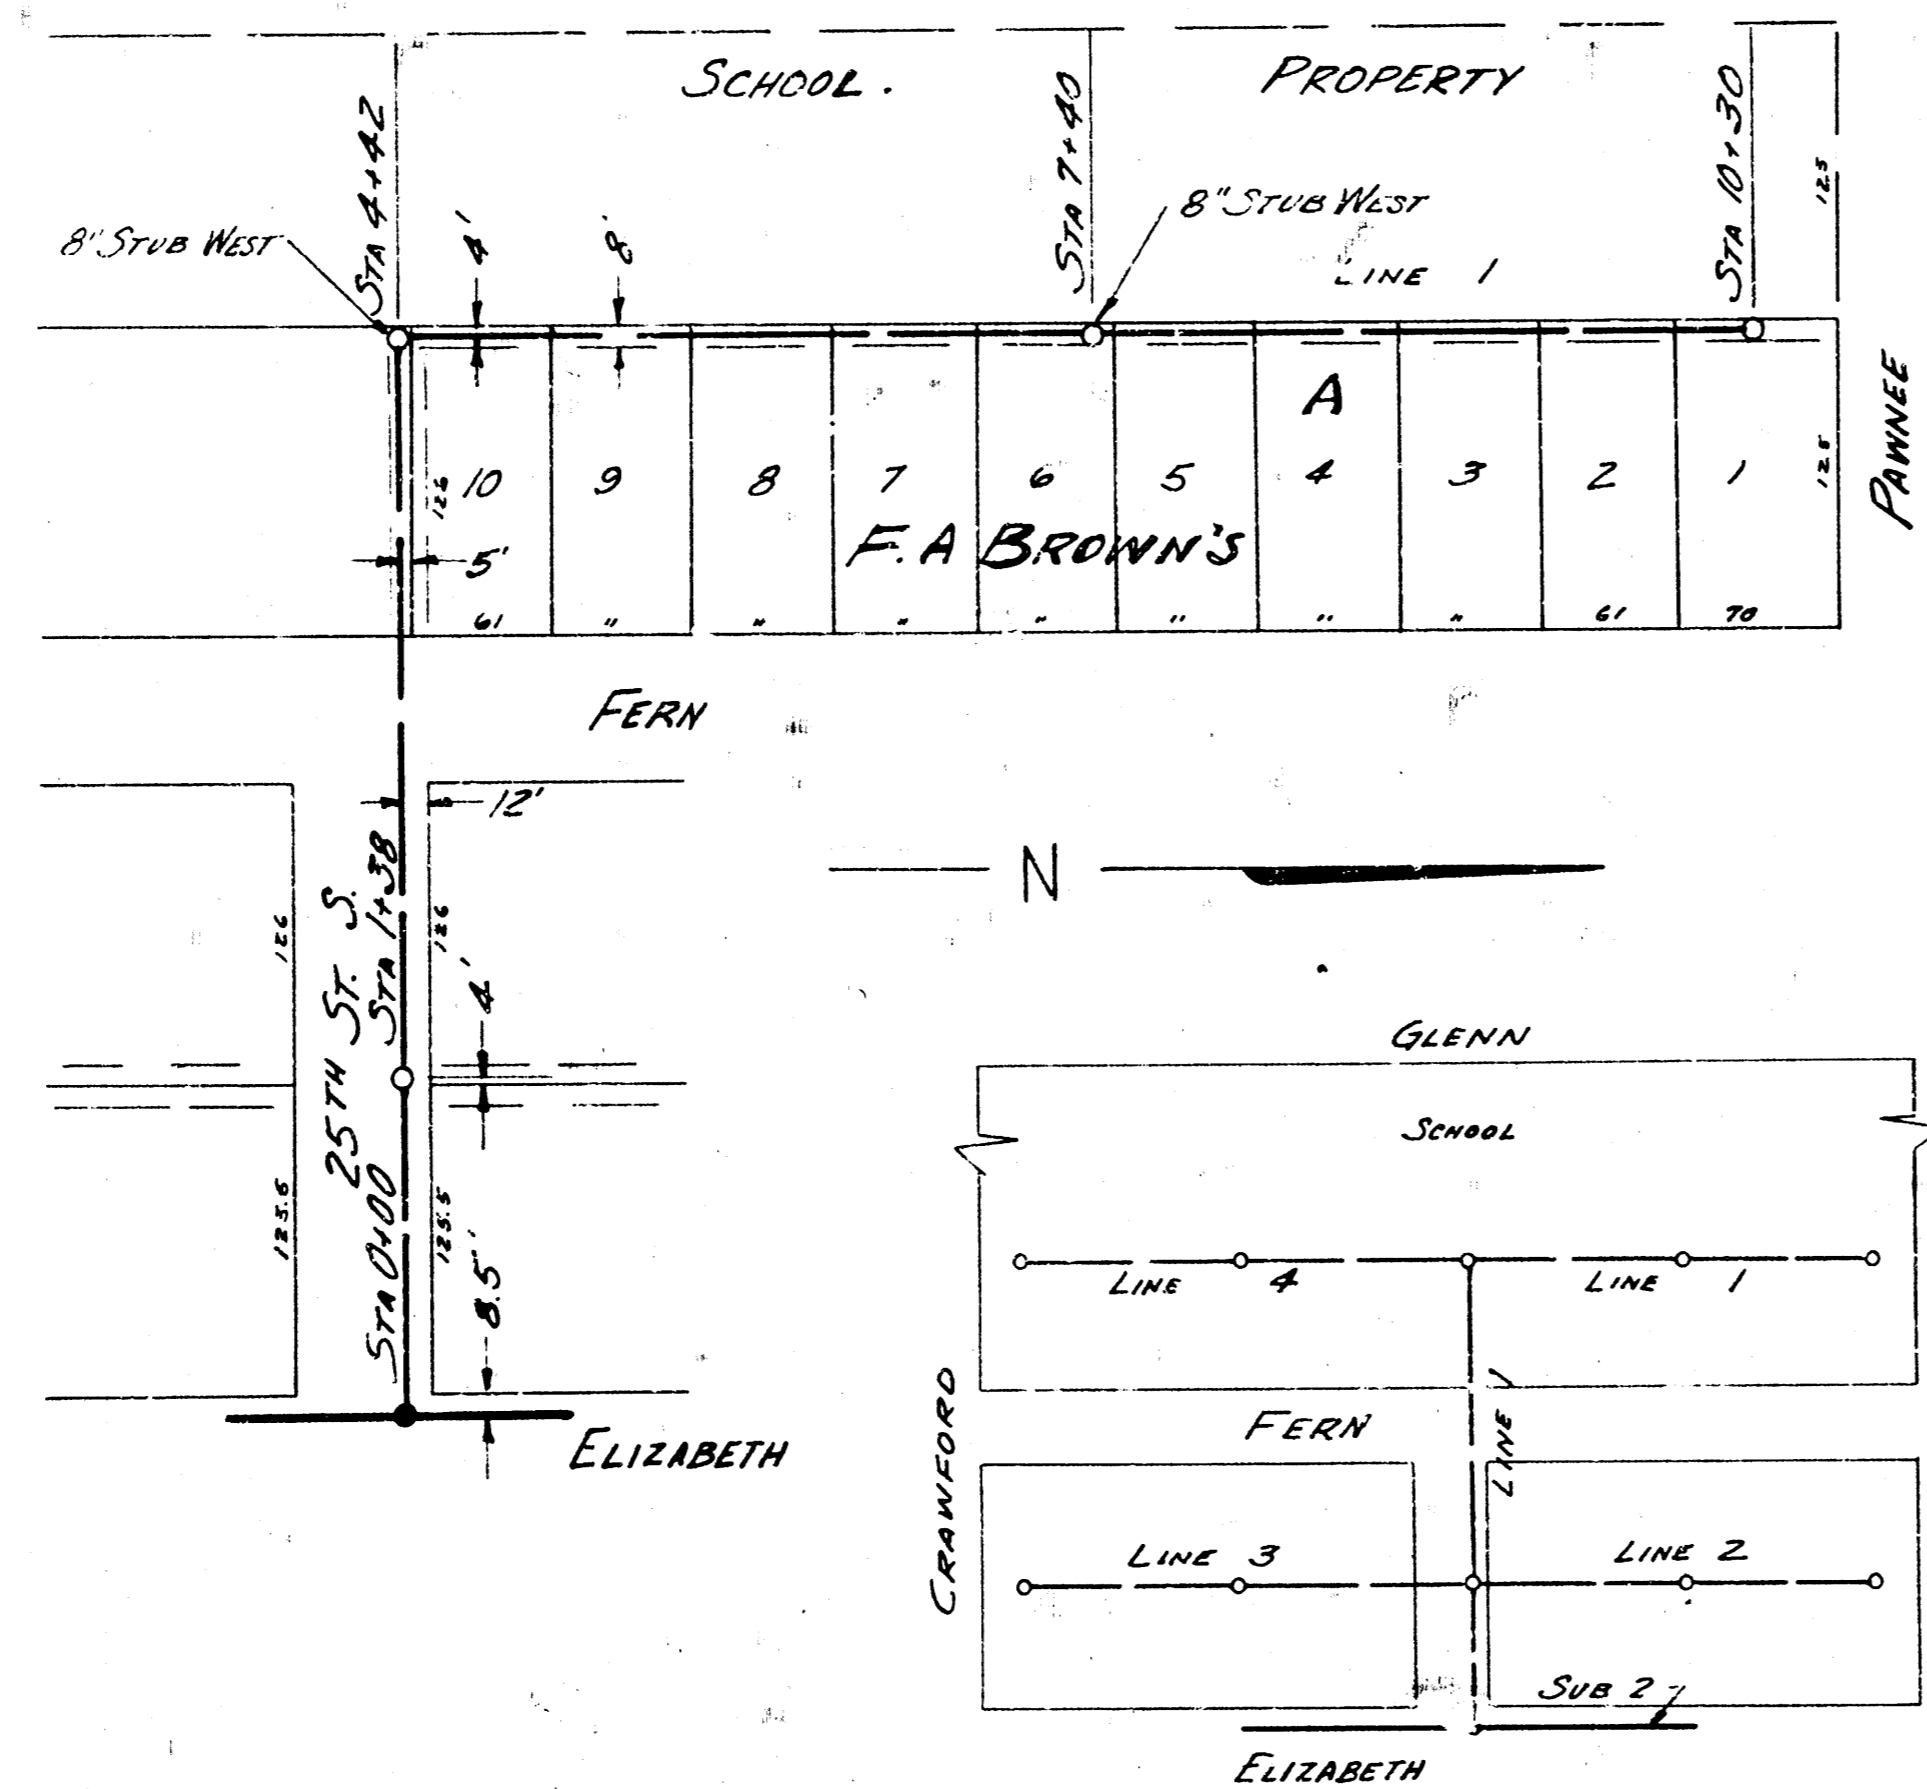 SCHOOL. PROPERTY
STA 4+42
STA 7+40
STA 10+30
125
8" STUB WEST
8" STUB WEST
4'
8'
LINE 1
A
PAWNEE
10 9 8 7 6 5 4 3 2 1
126
125
F.A BROWN'S
5'
61 " " " " " " " 61 70
FERN
12'
N
25TH ST. S.
STA 1+38
STA 0+00
126
126
4'
125.5
8.5'
ELIZABETH
GLENN
SCHOOL
LINE 4
LINE 1
CRAWFORD
FERN
LINE 1
LINE 3
LINE 2
SUB 2
ELIZABETH